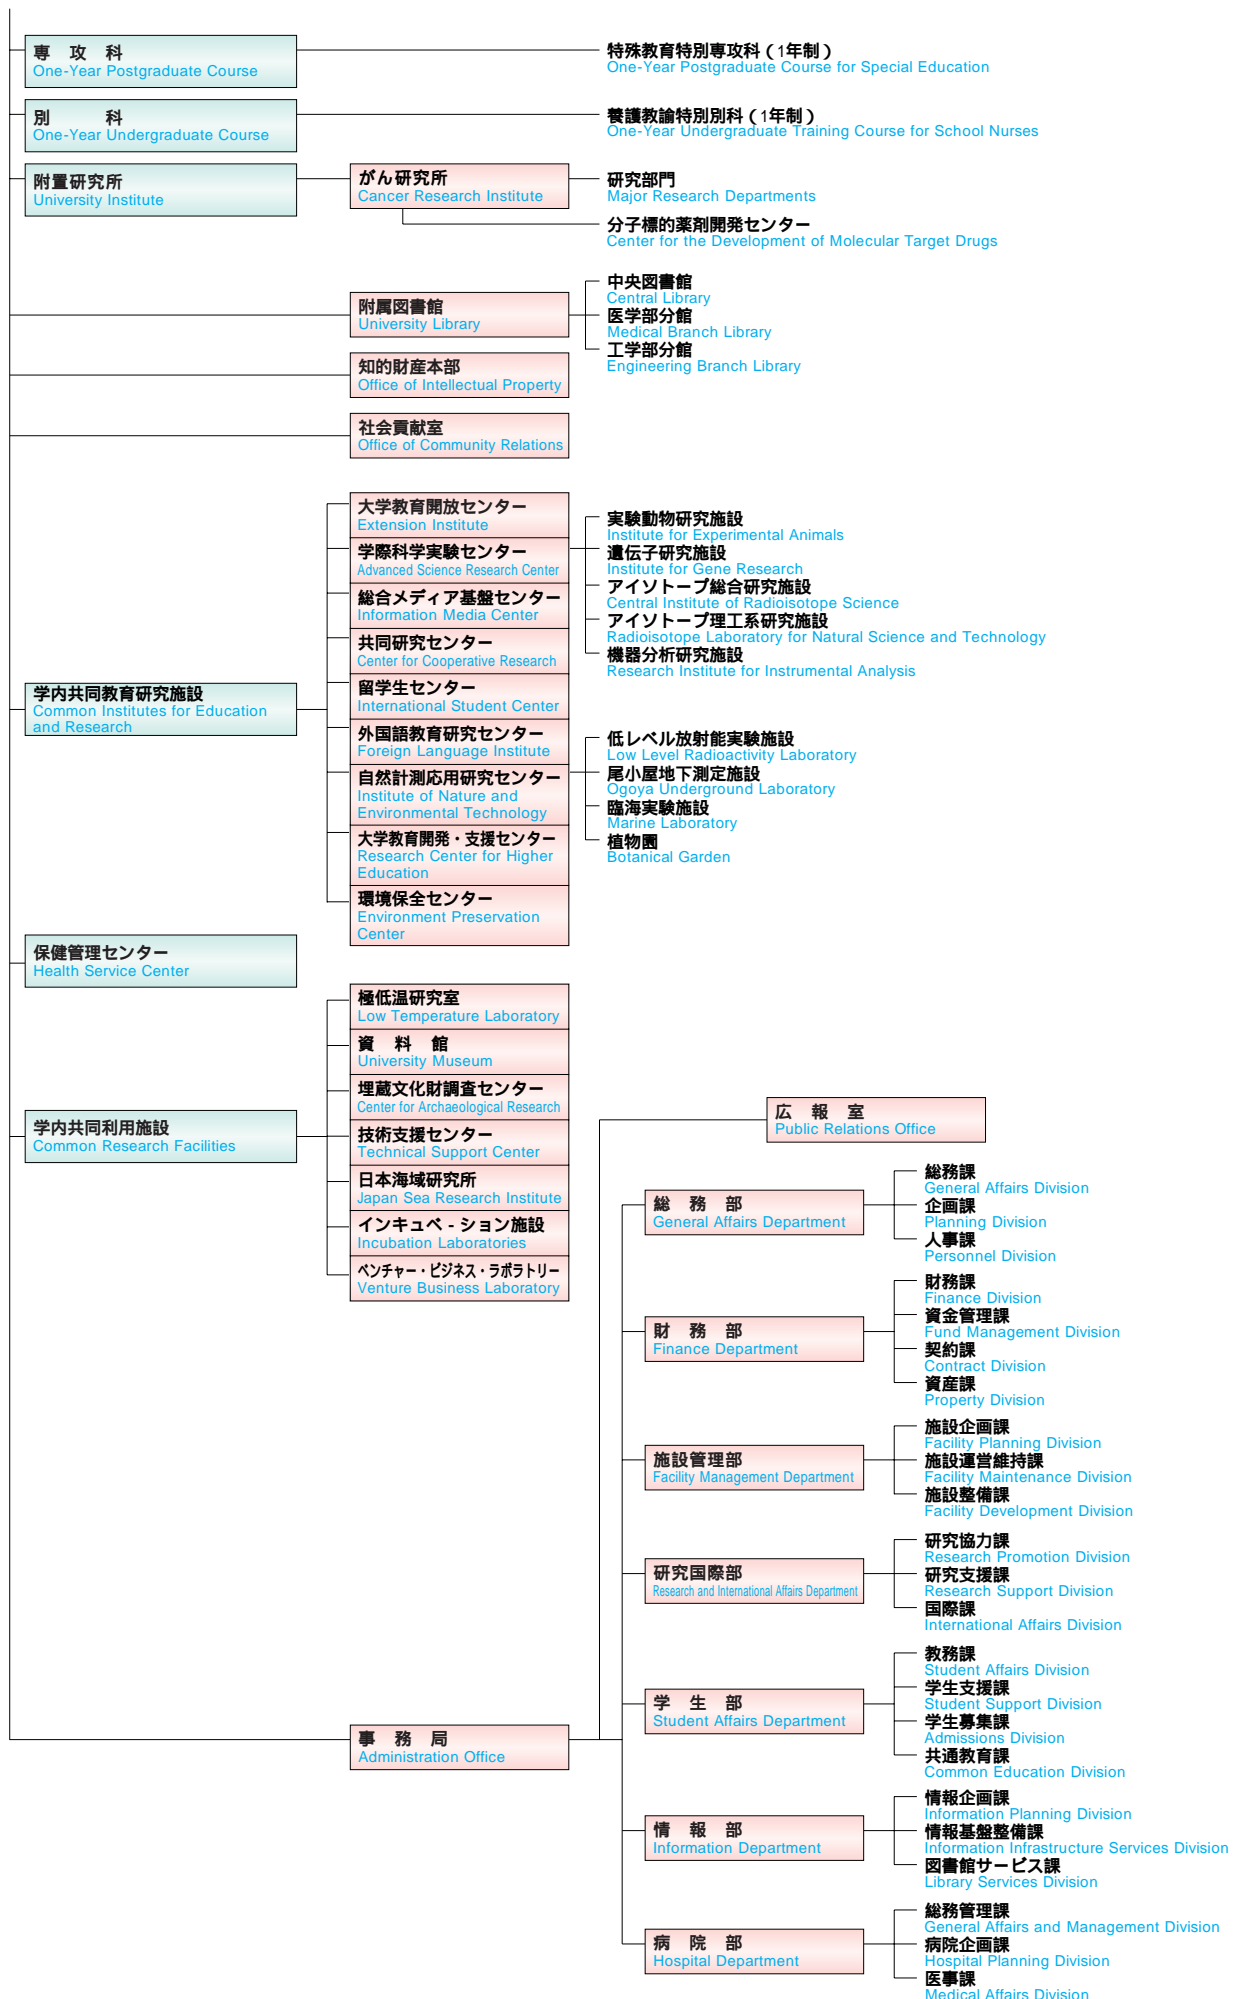 専 攻 科
One-Year Postgraduate Course
特殊教育特別専攻科（1年制）
One-Year Postgraduate Course for Special Education
別 科
One-Year Undergraduate Course
養護教諭特別別科（1年制）
One-Year Undergraduate Training Course for School Nurses
附置研究所
University Institute
がん研究所
Cancer Research Institute
研究部門
Major Research Departments
分子標的薬剤開発センター
Center for the Development of Molecular Target Drugs
附属図書館
University Library
中央図書館
Central Library
医学部分館
Medical Branch Library
工学部分館
Engineering Branch Library
知的財産本部
Office of Intellectual Property
社会貢献室
Office of Community Relations
学内共同教育研究施設
Common Institutes for Education
and Research
大学教育開放センター
Extension Institute
学際科学実験センター
Advanced Science Research Center
実験動物研究施設
Institute for Experimental Animals
遺伝子研究施設
Institute for Gene Research
アイソトープ総合研究施設
Central Institute of Radioisotope Science
アイソトープ理工系研究施設
Radioisotope Laboratory for Natural Science and Technology
機器分析研究施設
Research Institute for Instrumental Analysis
総合メディア基盤センター
Information Media Center
共同研究センター
Center for Cooperative Research
留学生センター
International Student Center
外国語教育研究センター
Foreign Language Institute
自然計測応用研究センター
Institute of Nature and
Environmental Technology
低レベル放射能実験施設
Low Level Radioactivity Laboratory
尾小屋地下測定施設
Ogoya Underground Laboratory
臨海実験施設
Marine Laboratory
植物園
Botanical Garden
大学教育開発・支援センター
Research Center for Higher
Education
環境保全センター
Environment Preservation
Center
保健管理センター
Health Service Center
学内共同利用施設
Common Research Facilities
極低温研究室
Low Temperature Laboratory
資 料 館
University Museum
埋蔵文化財調査センター
Center for Archaeological Research
技術支援センター
Technical Support Center
日本海域研究所
Japan Sea Research Institute
インキュベ - ション施設
Incubation Laboratories
ベンチャー・ビジネス・ラボラトリー
Venture Business Laboratory
事 務 局
Administration Office
広 報 室
Public Relations Office
総 務 部
General Affairs Department
総務課
General Affairs Division
企画課
Planning Division
人事課
Personnel Division
財 務 部
Finance Department
財務課
Finance Division
資金管理課
Fund Management Division
契約課
Contract Division
資産課
Property Division
施設管理部
Facility Management Department
施設企画課
Facility Planning Division
施設運営維持課
Facility Maintenance Division
施設整備課
Facility Development Division
研究国際部
Research and International Affairs Department
研究協力課
Research Promotion Division
研究支援課
Research Support Division
国際課
International Affairs Division
学 生 部
Student Affairs Department
教務課
Student Affairs Division
学生支援課
Student Support Division
学生募集課
Admissions Division
共通教育課
Common Education Division
情 報 部
Information Department
情報企画課
Information Planning Division
情報基盤整備課
Information Infrastructure Services Division
図書館サービス課
Library Services Division
病 院 部
Hospital Department
総務管理課
General Affairs and Management Division
病院企画課
Hospital Planning Division
医事課
Medical Affairs Division